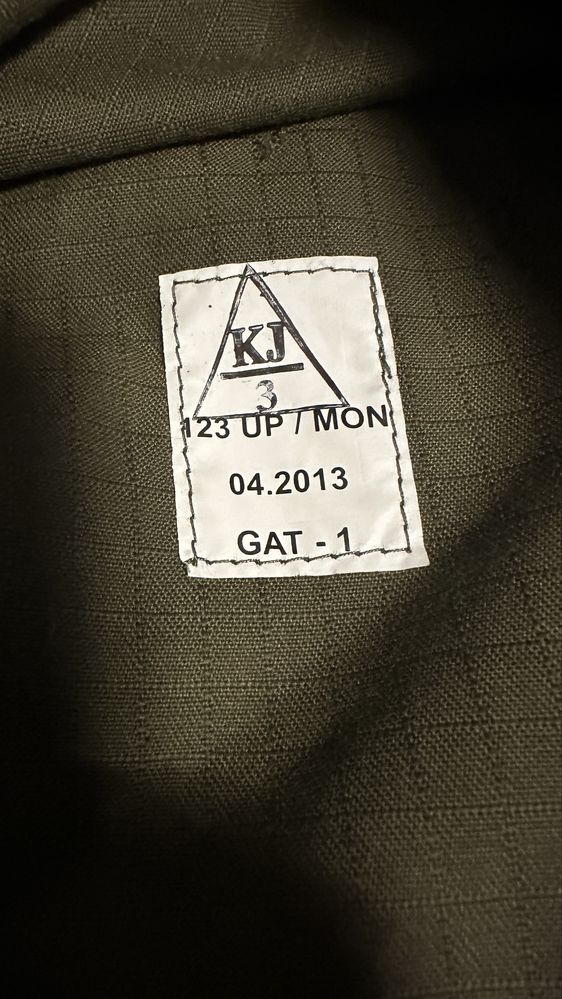 KJ
3
123 UP / MON
04.2013
GAT - 1